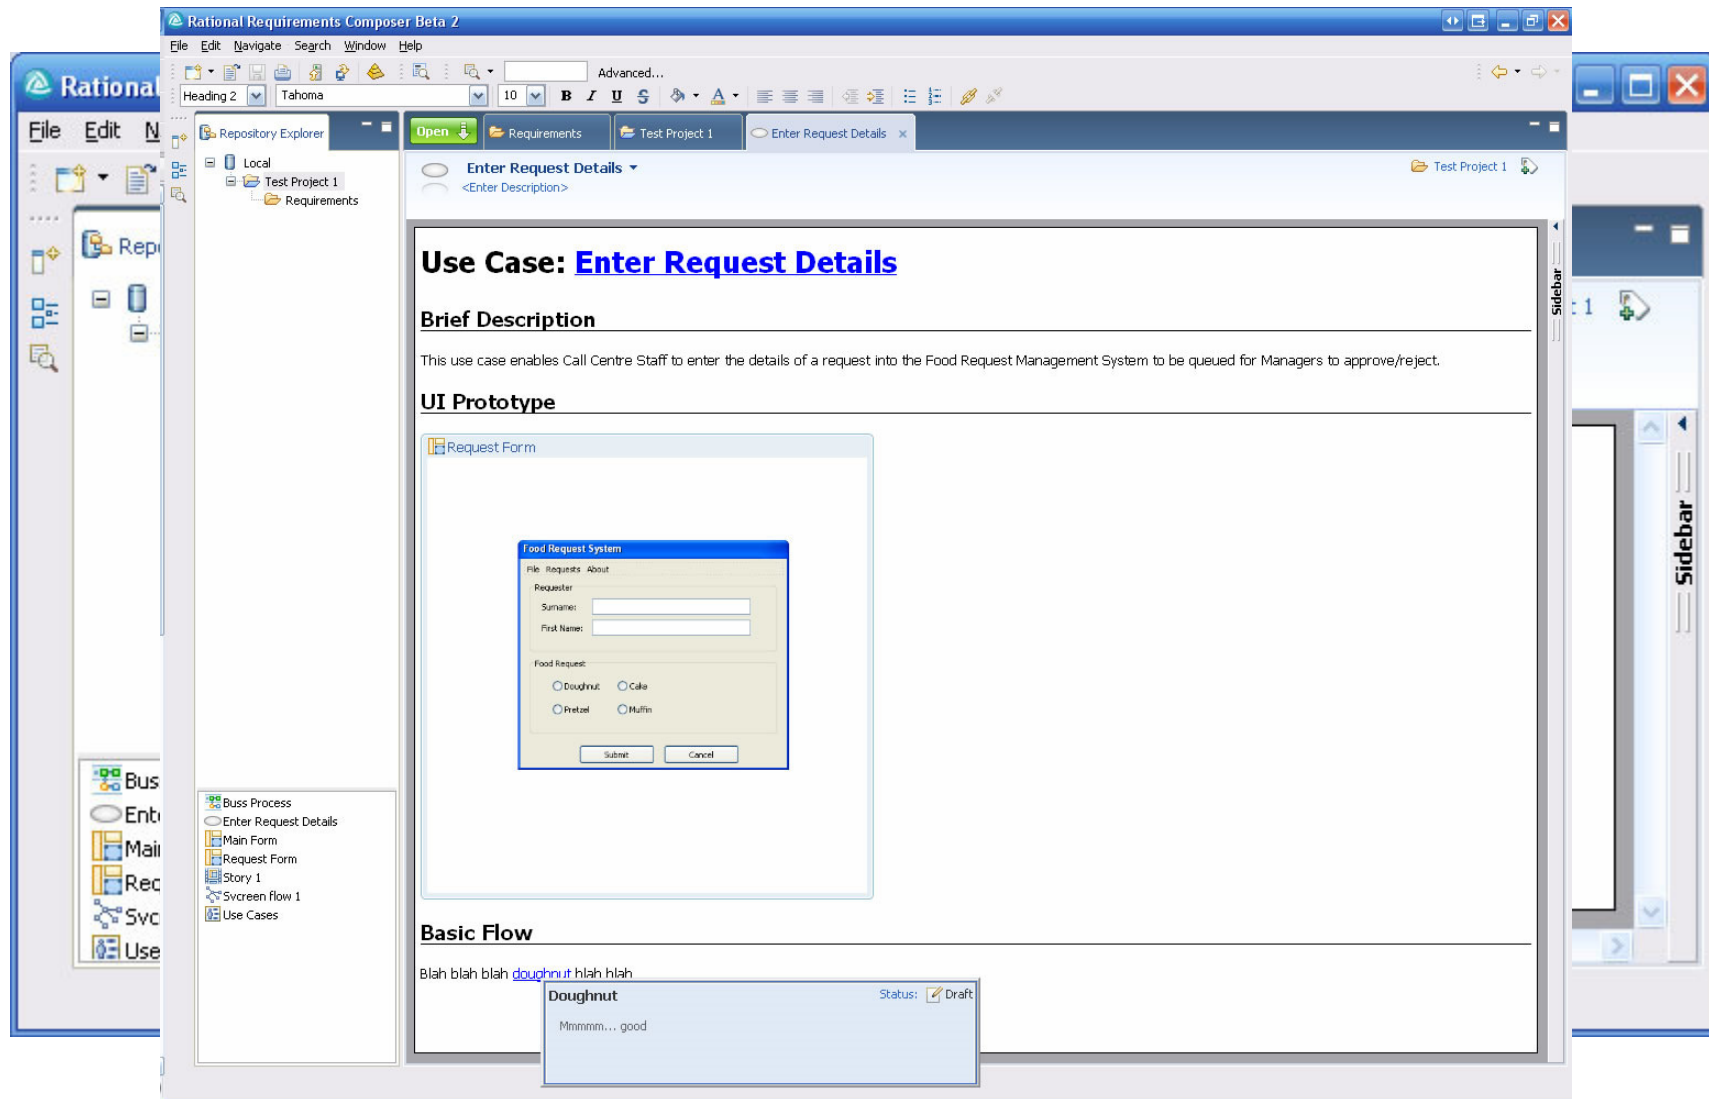 Rational Requirements Composer Beta 2
File Edit Navigate Search Window Help
Advanced...
Heading 2 Tahoma 10 B I U S A
Repository Explorer
Open Requirements Test Project 1 Enter Request Details
Local
Test Project 1
Requirements
Enter Request Details
<Enter Description>
Test Project 1
Sidebar
Use Case: Enter Request Details
Brief Description
This use case enables Call Centre Staff to enter the details of a request into the Food Request Management System to be queued for Managers to approve/reject.
UI Prototype
Request Form
Food Request System
File Requests About
Requester
Surname:
First Name:
Food Request
Doughnut Cake
Pretzel Muffin
Submit Cancel
Buss Process
Enter Request Details
Main Form
Request Form
Story 1
Svcreen flow 1
Use Cases
Basic Flow
Blah blah blah doughnut blah blah
Doughnut Status: Draft
Mmmmm... good
Rational
File Edit N
Rep
Bus
Ent
Mai
Rec
Svc
Use
t 1
Sidebar